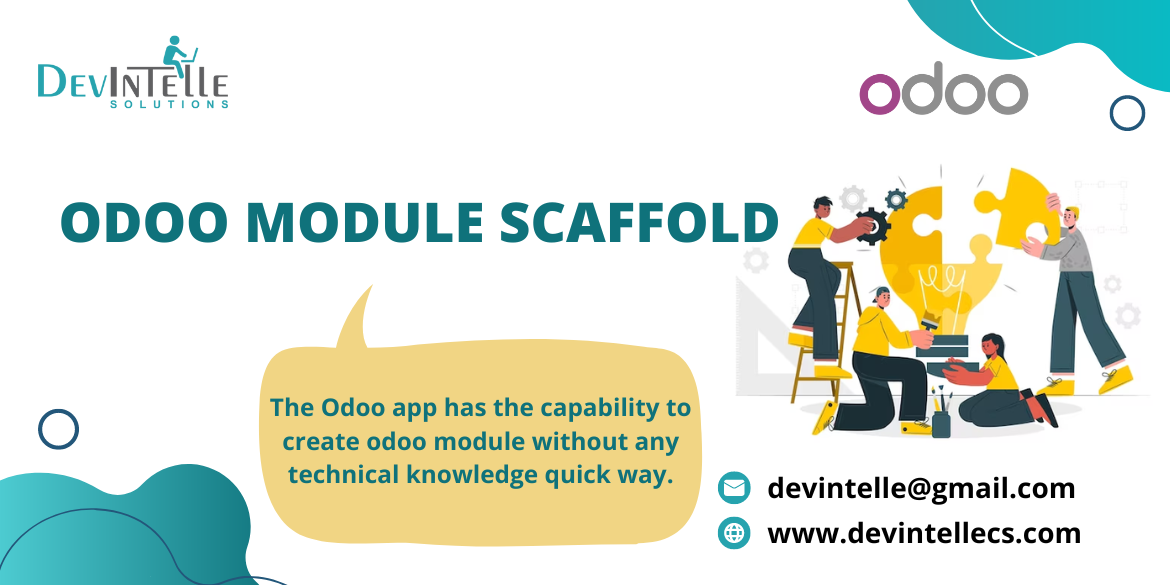 DEVINTELLE
SOLUTIONS
odoo
ODOO MODULE SCAFFOLD
The Odoo app has the capability to
create odoo module without any
technical knowledge quick way.
devintelle@gmail.com
www.devintellecs.com